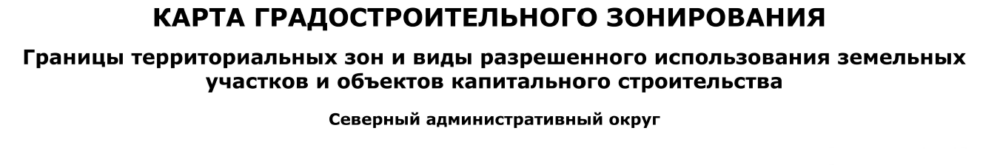 КАРТА ГРАДОСТРОИТЕЛЬНОГО ЗОНИРОВАНИЯ
Границы территориальных зон и виды разрешенного использования земельных
участков и объектов капитального строительства
Северный административный округ